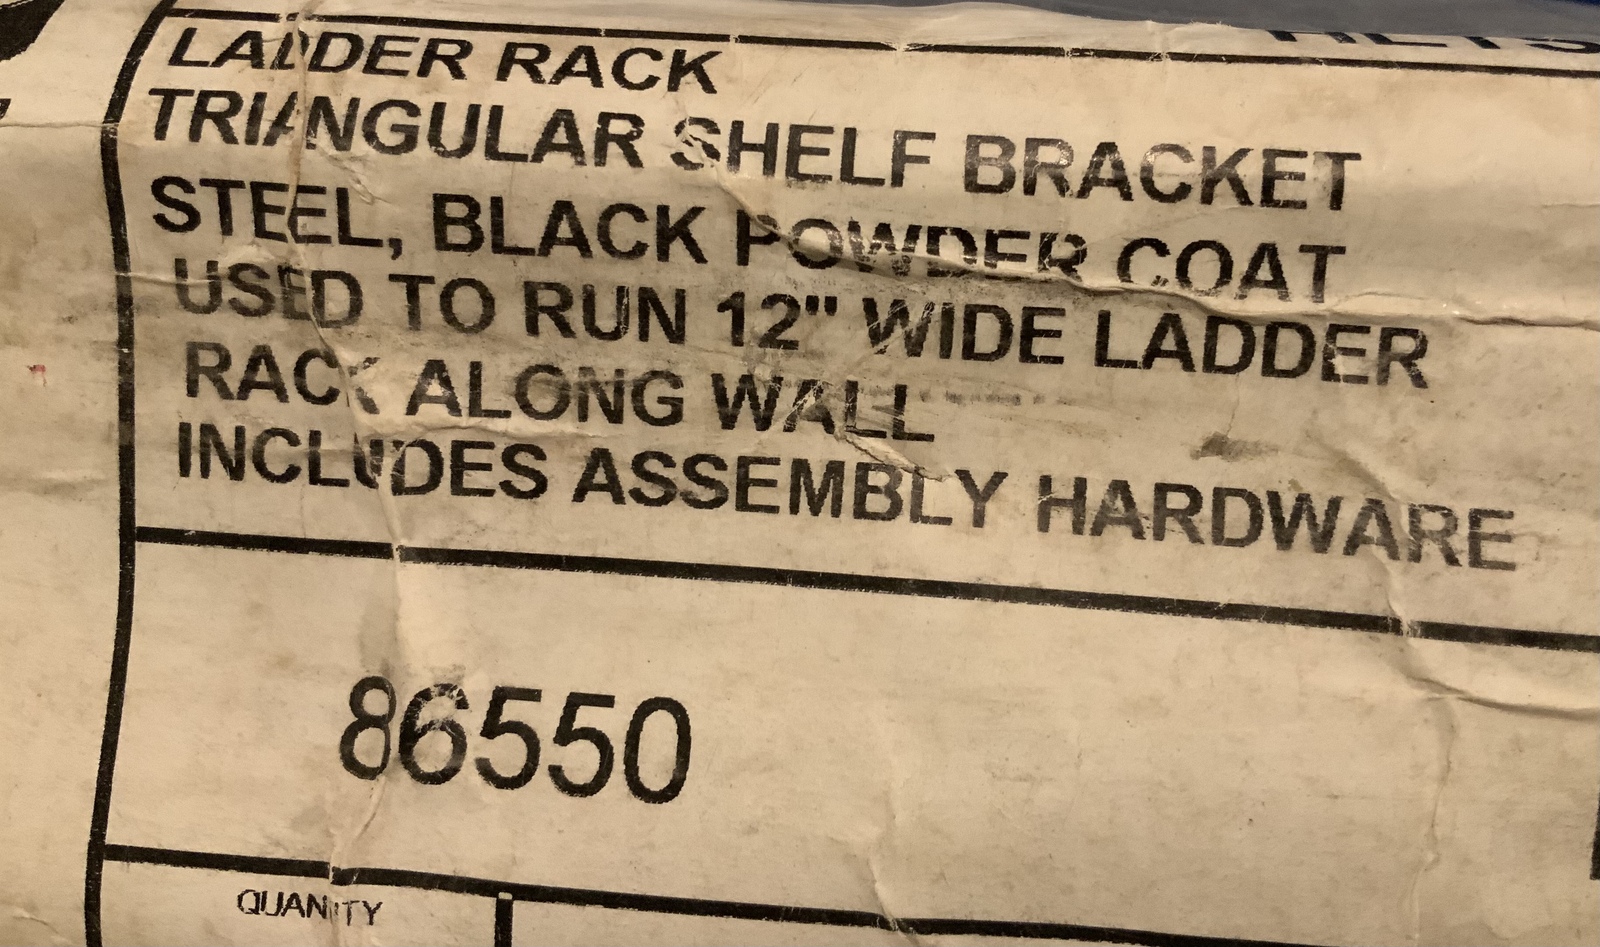 LADDER RACK
TRIANGULAR SHELF BRACKET
STEEL, BLACK POWDER COAT
USED TO RUN 12" WIDE LADDER
RACK ALONG WALL
INCLUDES ASSEMBLY HARDWARE
86550
QUANTITY